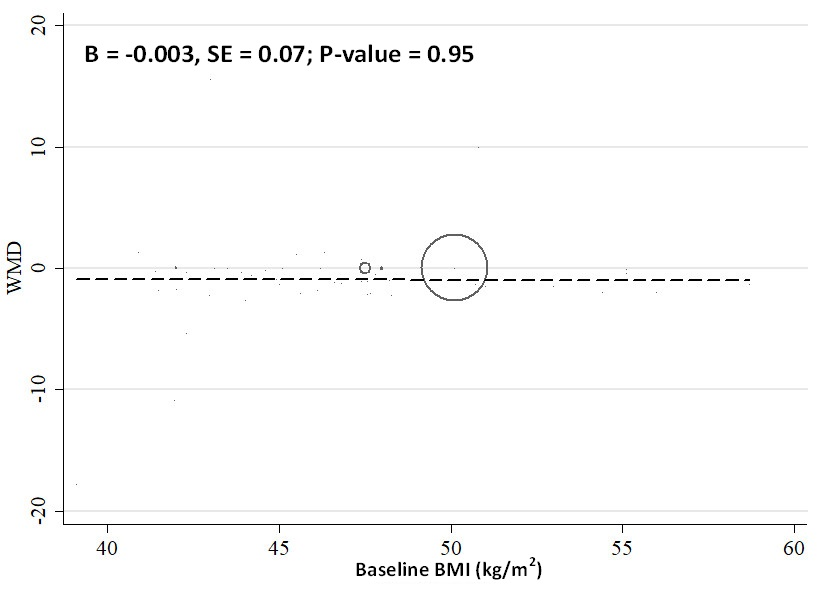 B = -0.003, SE = 0.07; P-value = 0.95
20
10
0
-10
-20
WMD
40 45 50 55 60
Baseline BMI (kg/m²)